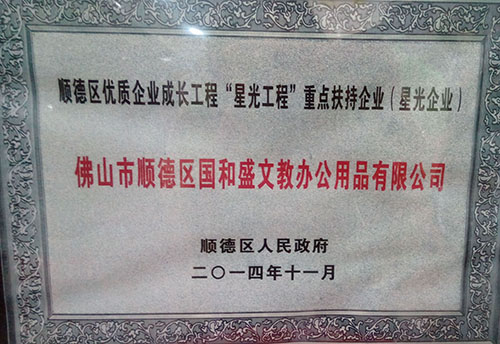 顺德区优质企业成长工程“星光工程”重点扶持企业（星光企业）
佛山市顺德区国和盛文教办公用品有限公司
顺德区人民政府
二〇一四年十一月